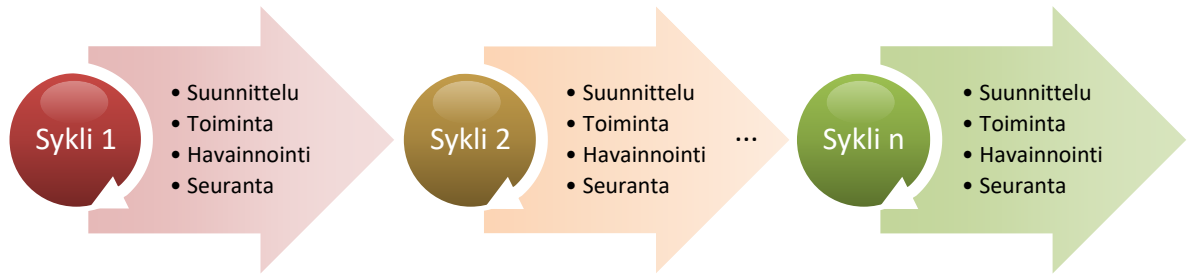 Sykli 1
• Suunnittelu
• Toiminta
• Havainnointi
• Seuranta
Sykli 2
• Suunnittelu
• Toiminta
• Havainnointi
• Seuranta
...
Sykli n
• Suunnittelu
• Toiminta
• Havainnointi
• Seuranta